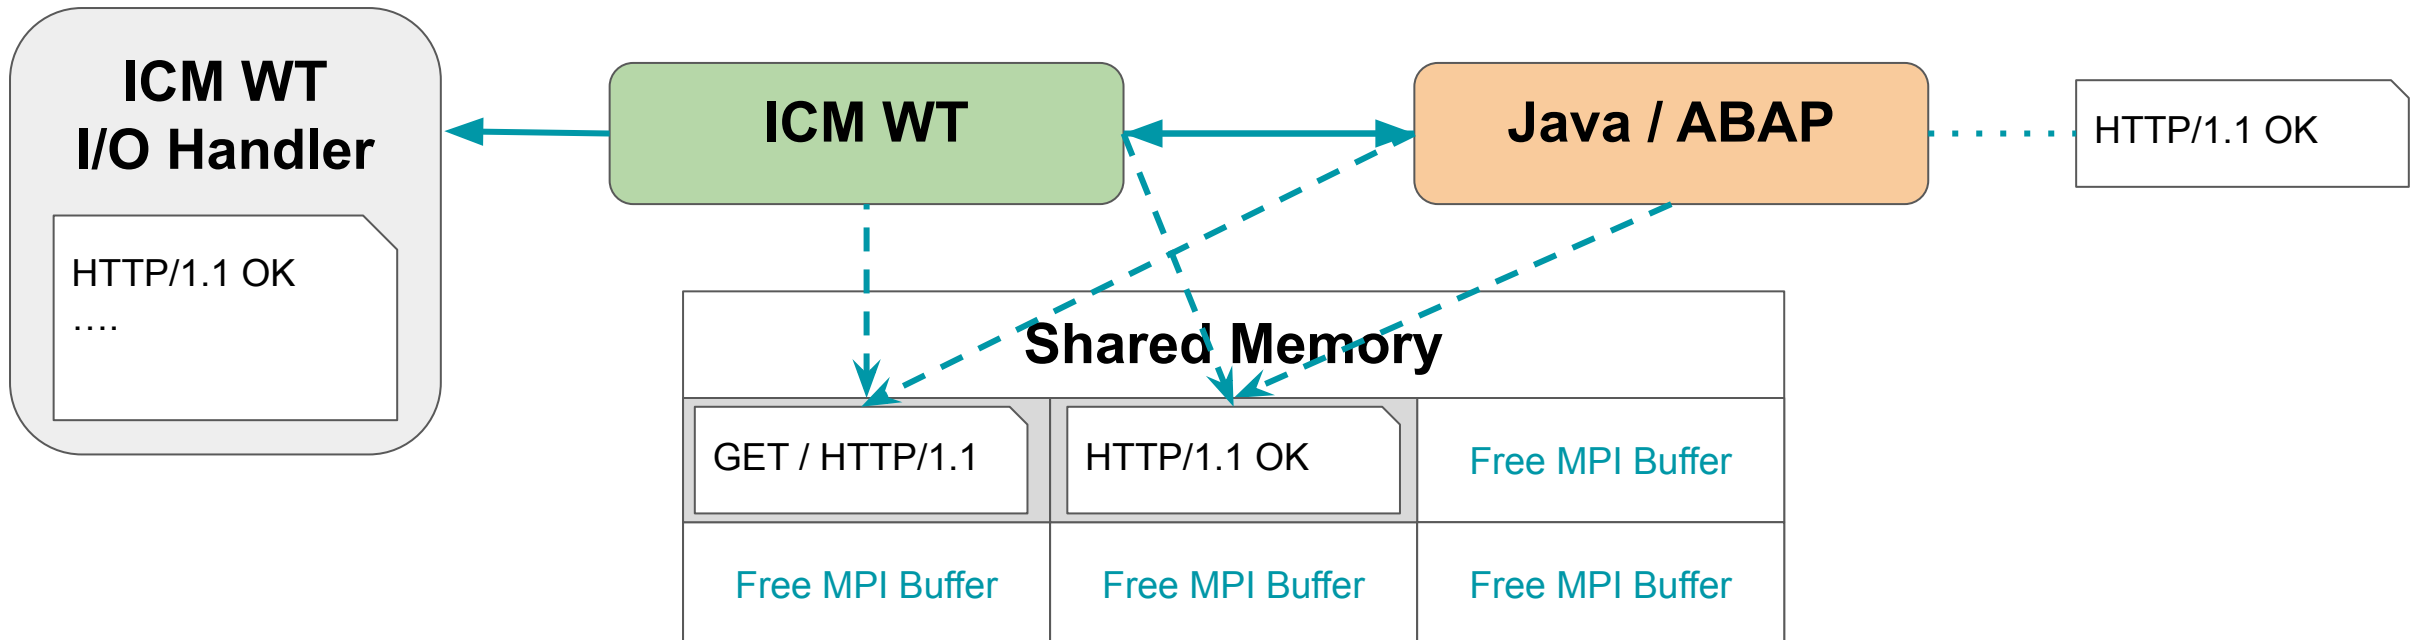 ICM WT
I/O Handler
HTTP/1.1 OK
....
ICM WT
Java / ABAP
HTTP/1.1 OK
Shared Memory
GET / HTTP/1.1
HTTP/1.1 OK
Free MPI Buffer
Free MPI Buffer
Free MPI Buffer
Free MPI Buffer